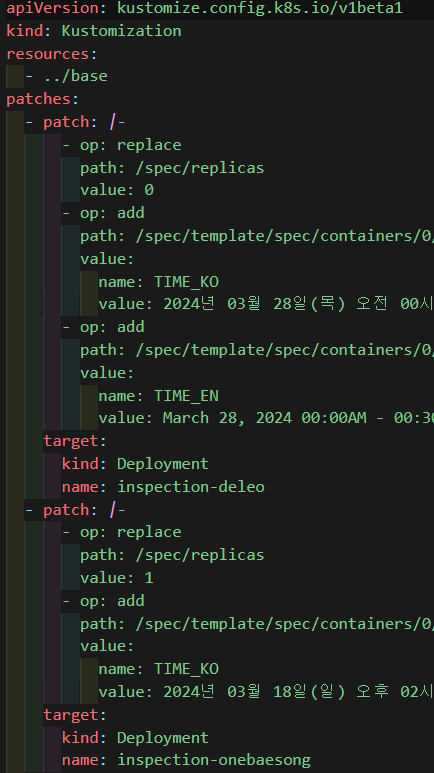 apiVersion: kustomize.config.k8s.io/v1beta1
kind: Kustomization
resources:
  - ../base
patches:
  - patch: |-
      - op: replace
        path: /spec/replicas
        value: 0
      - op: add
        path: /spec/template/spec/containers/0/
        value:
          name: TIME_KO
          value: 2024년 03월 28일(목) 오전 00시
      - op: add
        path: /spec/template/spec/containers/0/
        value:
          name: TIME_EN
          value: March 28, 2024 00:00AM - 00:30
    target:
      kind: Deployment
      name: inspection-deleo
  - patch: |-
      - op: replace
        path: /spec/replicas
        value: 1
      - op: add
        path: /spec/template/spec/containers/0/
        value:
          name: TIME_KO
          value: 2024년 03월 18일(일) 오후 02시
    target:
      kind: Deployment
      name: inspection-onebaesong